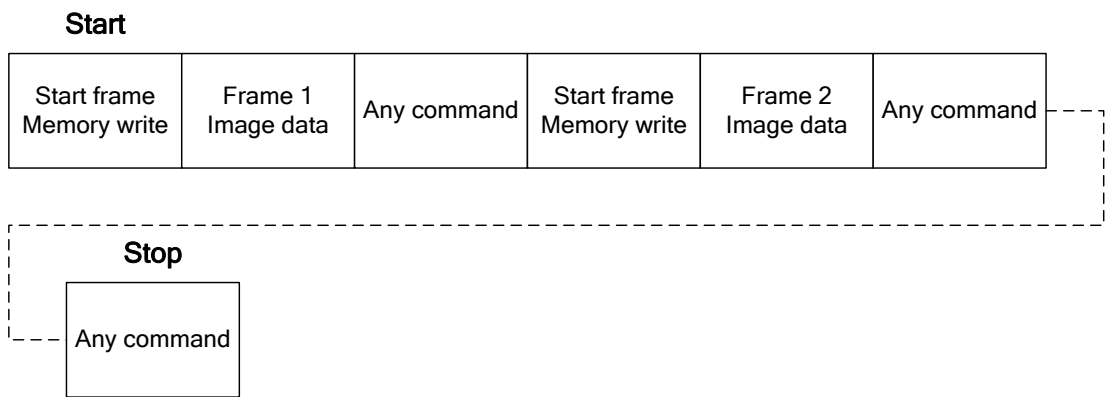 Start
Start frame
Memory write
Frame 1
Image data
Any command
Start frame
Memory write
Frame 2
Image data
Any command
Stop
Any command